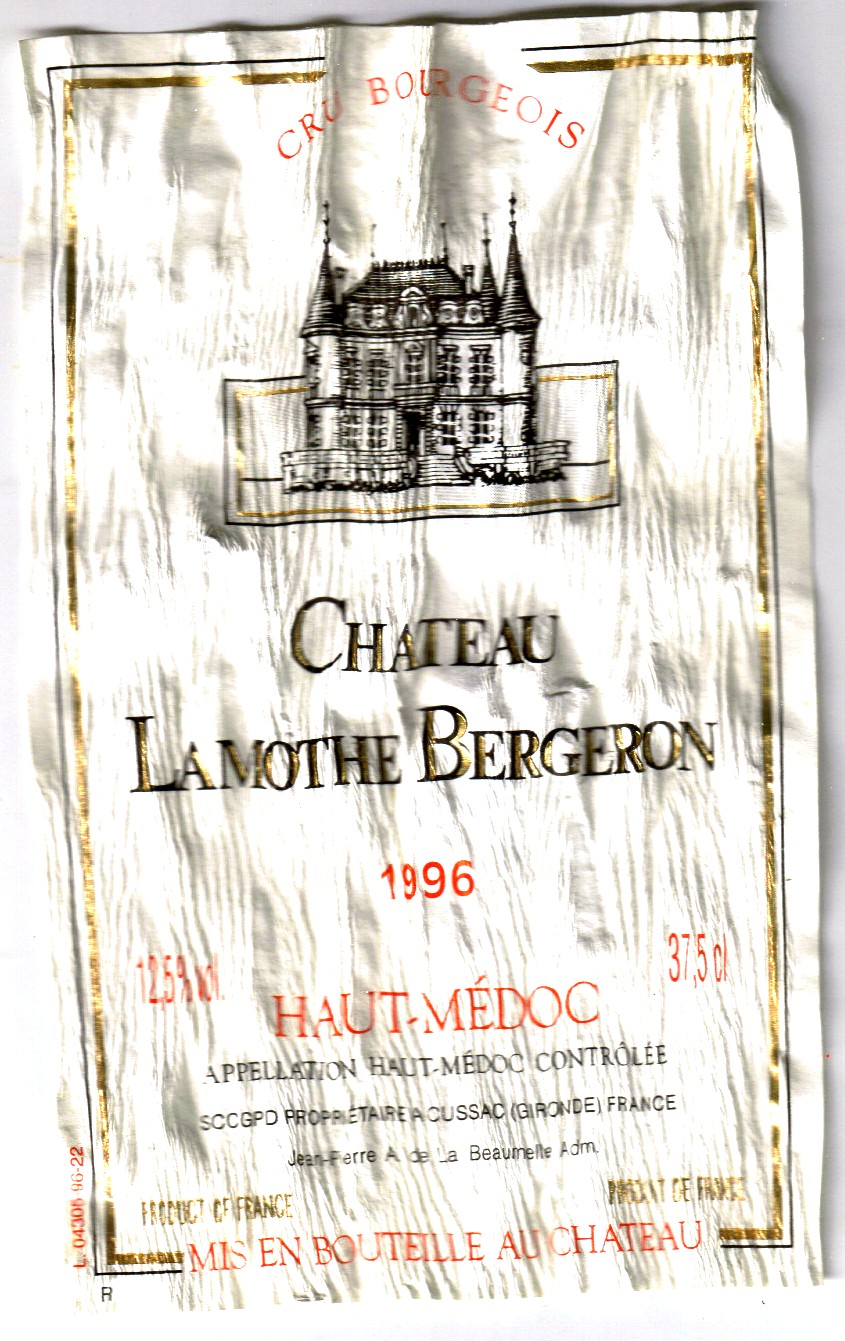 CRU BOURGEOIS
CHATEAU
LAMOTHE BERGERON
1996
12,5% vol.
37,5 cl
HAUT-MÉDOC
APPELLATION HAUT-MÉDOC CONTRÔLÉE
SCCGPD PROPRIÉTAIRE A CUSSAC (GIRONDE) FRANCE
Jean-Pierre A. de La Beaumelle Adm.
PRODUCT OF FRANCE
PRODUIT DE FRANCE
MIS EN BOUTEILLE AU CHATEAU
L 04305 96-22
R